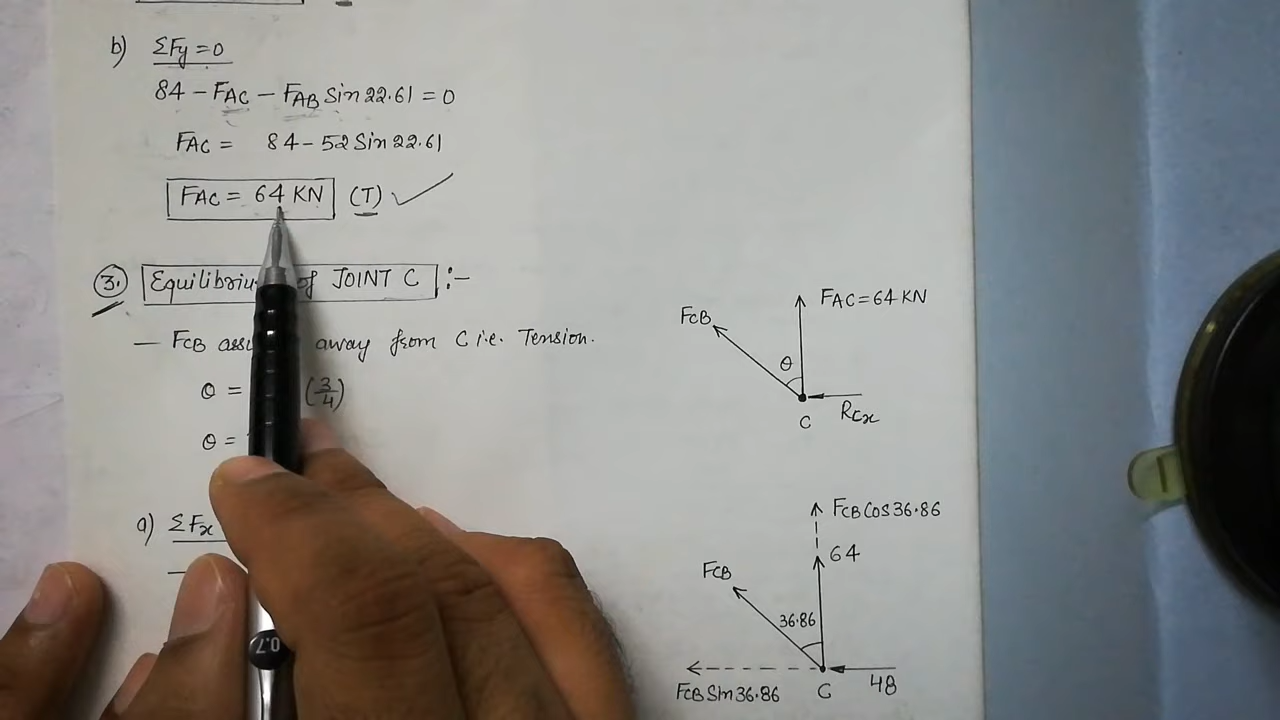 b) ΣFy = 0
84 - FAC - FAB Sin 22.61 = 0
FAC = 84 - 52 Sin 22.61
FAC = 64 KN (T)
3. Equilibriu of JOINT C :-
- FCB ass away from C i.e. Tension.
θ = (3/4)
θ =
a) ΣFx
FCB
FAC = 64 KN
θ
C
RCx
FCB Cos 36.86
64
FCB
36.86
FCB Sin 36.86
C
48
0.7